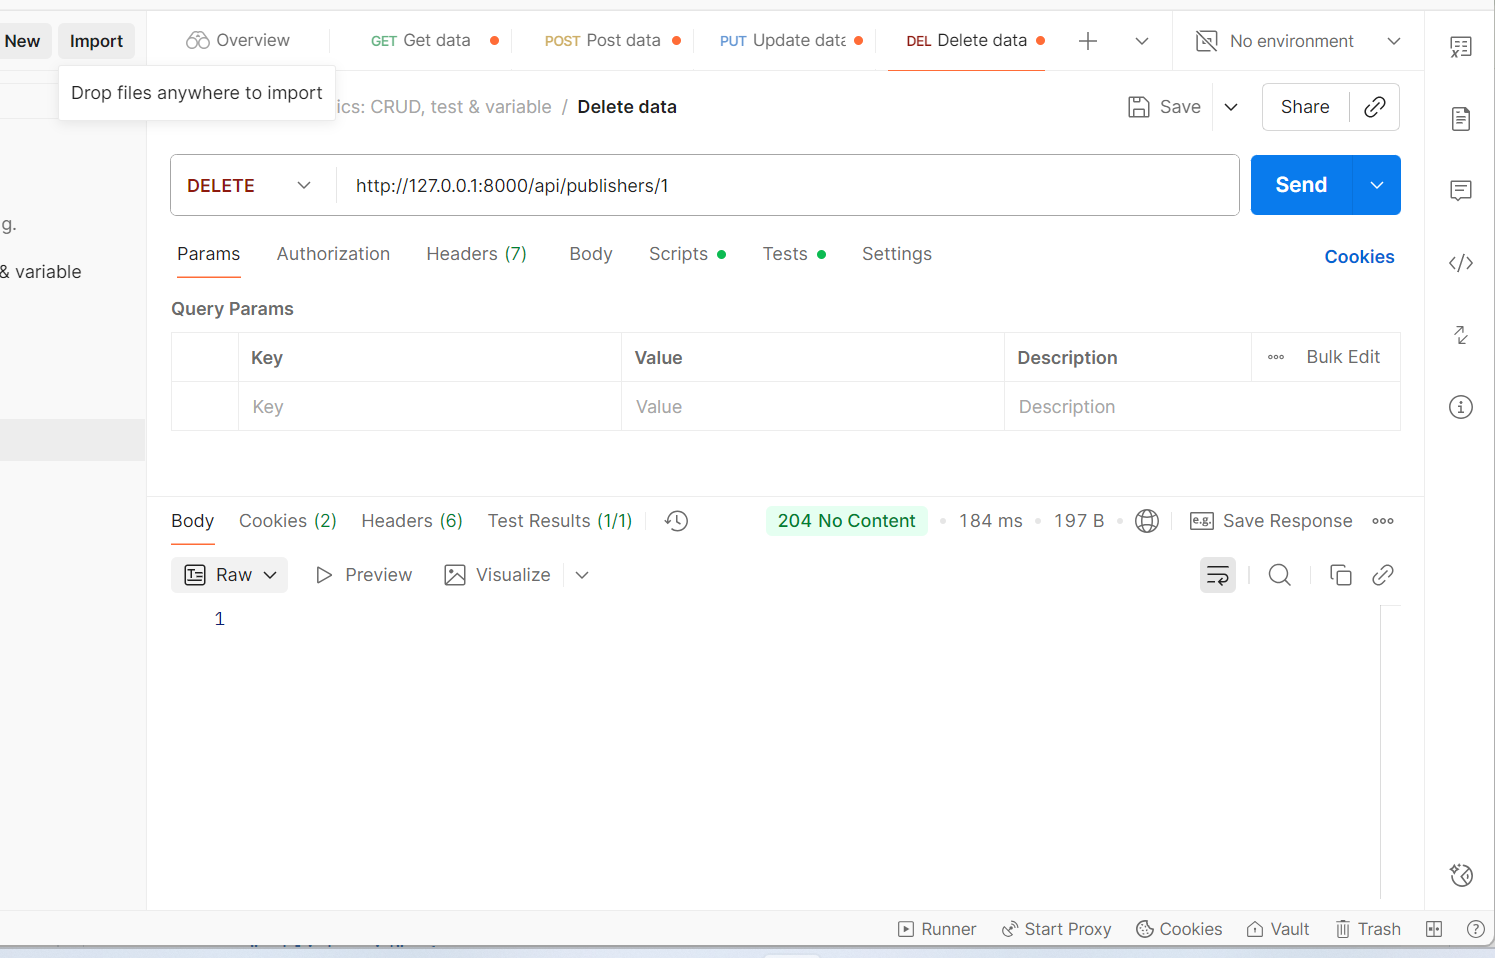 New Import Overview GET Get data POST Post data PUT Update data DEL Delete data No environment
Drop files anywhere to import
ics: CRUD, test & variable / Delete data Save Share
DELETE http://127.0.0.1:8000/api/publishers/1 Send
g.
Params Authorization Headers (7) Body Scripts Tests Settings Cookies
& variable
Query Params
Key Value Description Bulk Edit
Key Value Description
Body Cookies (2) Headers (6) Test Results (1/1) 204 No Content 184 ms 197 B e.g. Save Response
Raw Preview Visualize
1
Runner Start Proxy Cookies Vault Trash